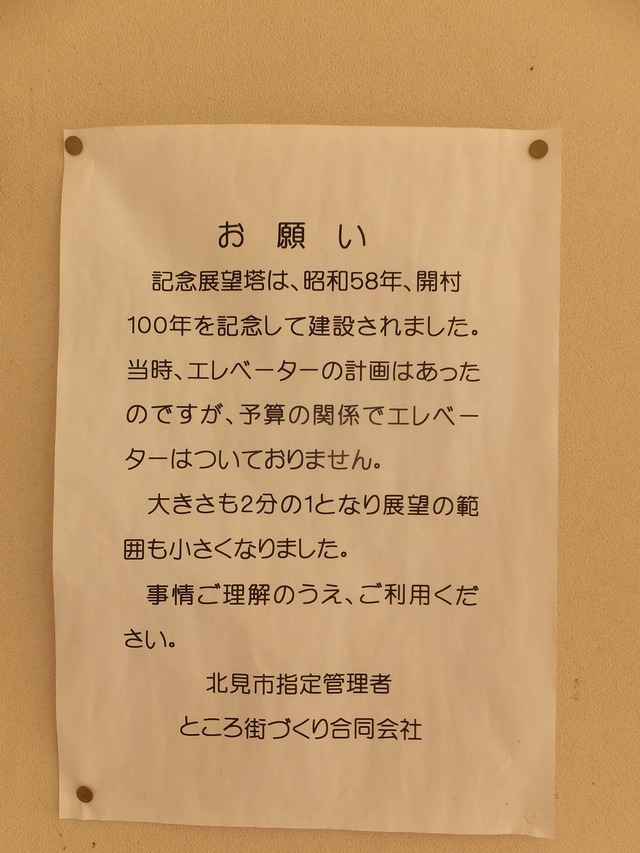 お願い
記念展望塔は、昭和58年、開村
100年を記念して建設されました。
当時、エレベーターの計画はあった
のですが、予算の関係でエレベー
ターはついておりません。
大きさも2分の1となり展望の範
囲も小さくなりました。
事情ご理解のうえ、ご利用くだ
さい。
北見市指定管理者
ところ街づくり合同会社